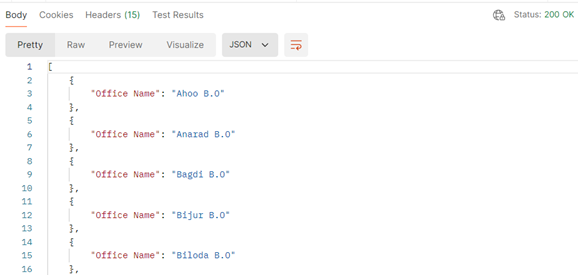 Body Cookies Headers (15) Test Results Status: 200 OK
Pretty Raw Preview Visualize JSON
1 [
2 {
3 "Office Name": "Ahoo B.O"
4 },
5 {
6 "Office Name": "Anarad B.O"
7 },
8 {
9 "Office Name": "Bagdi B.O"
10 },
11 {
12 "Office Name": "Bijur B.O"
13 },
14 {
15 "Office Name": "Biloda B.O"
16 },